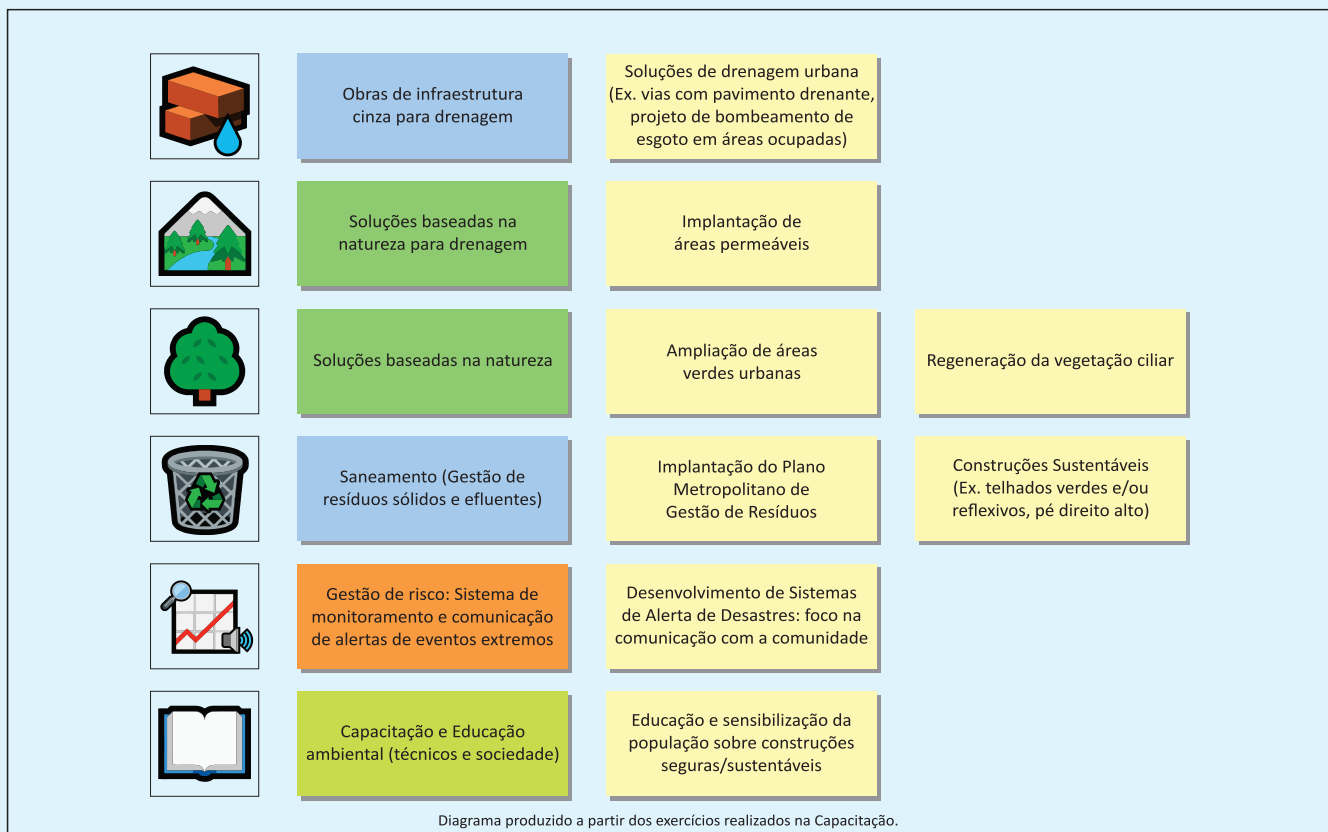 Obras de infraestrutura
cinza para drenagem
Soluções de drenagem urbana
(Ex. vias com pavimento drenante,
projeto de bombeamento de
esgoto em áreas ocupadas)
Soluções baseadas na
natureza para drenagem
Implantação de
áreas permeáveis
Soluções baseadas na natureza
Ampliação de áreas
verdes urbanas
Regeneração da vegetação ciliar
Saneamento (Gestão de
resíduos sólidos e efluentes)
Implantação do Plano
Metropolitano de
Gestão de Resíduos
Construções Sustentáveis
(Ex. telhados verdes e/ou
reflexivos, pé direito alto)
Gestão de risco: Sistema de
monitoramento e comunicação
de alertas de eventos extremos
Desenvolvimento de Sistemas
de Alerta de Desastres: foco na
comunicação com a comunidade
Capacitação e Educação
ambiental (técnicos e sociedade)
Educação e sensibilização da
população sobre construções
seguras/sustentáveis
Diagrama produzido a partir dos exercícios realizados na Capacitação.